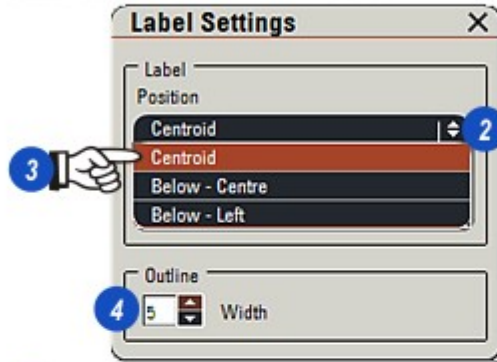 Label Settings
Label
Position
Centroid
2
3
Centroid
Below - Centre
Below - Left
Outline
4
5
Width